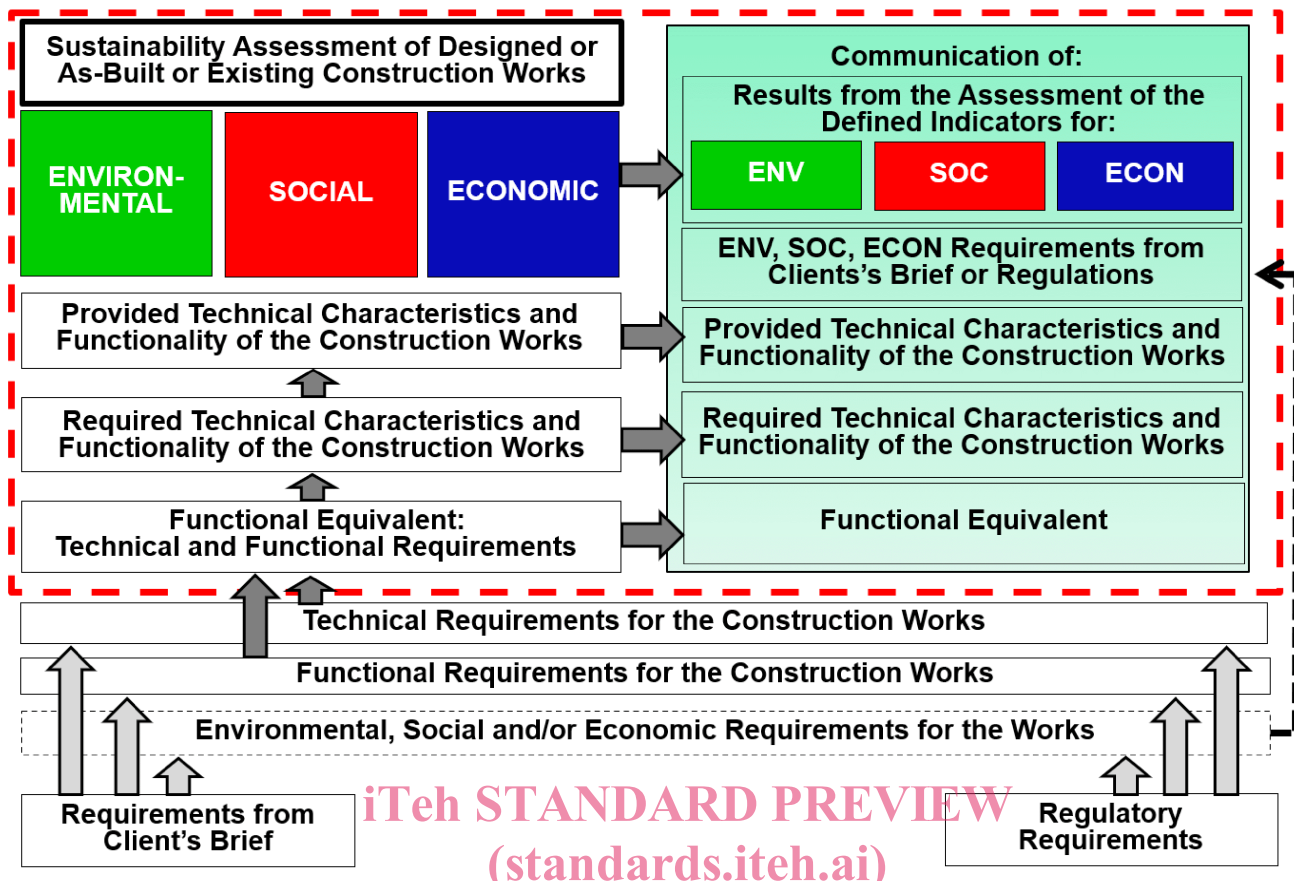 Sustainability Assessment of Designed or
As-Built or Existing Construction Works
ENVIRON-
MENTAL
SOCIAL
ECONOMIC
Provided Technical Characteristics and
Functionality of the Construction Works
Required Technical Characteristics and
Functionality of the Construction Works
Functional Equivalent:
Technical and Functional Requirements
Communication of:
Results from the Assessment of the
Defined Indicators for:
ENV
SOC
ECON
ENV, SOC, ECON Requirements from
Clients's Brief or Regulations
Provided Technical Characteristics and
Functionality of the Construction Works
Required Technical Characteristics and
Functionality of the Construction Works
Functional Equivalent
Technical Requirements for the Construction Works
Functional Requirements for the Construction Works
Environmental, Social and/or Economic Requirements for the Works
Requirements from
Client's Brief
iTeh STANDARD PREVIEW
(standards.iteh.ai)
Regulatory
Requirements